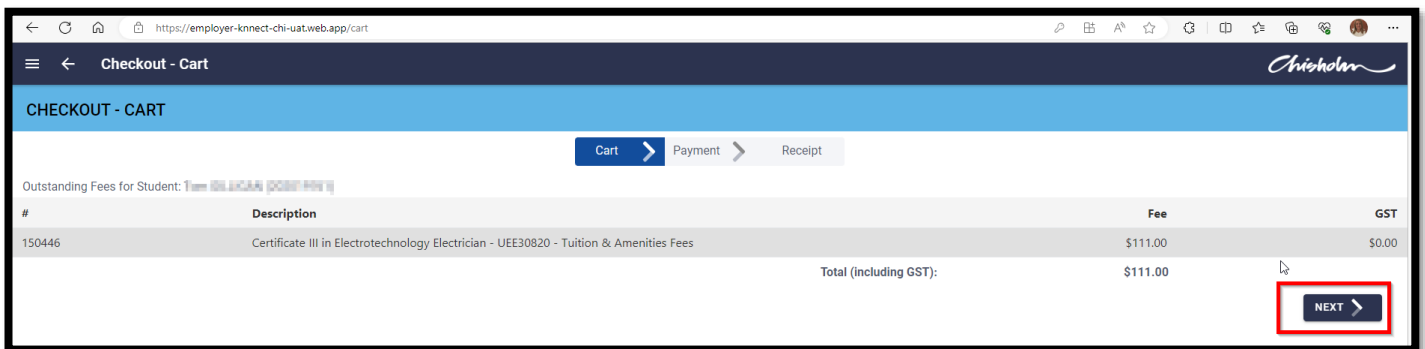 https://employer-knnect-chi-uat.web.app/cart
Checkout - Cart
Chisholm
CHECKOUT - CART
Cart Payment Receipt
Outstanding Fees for Student:
# Description Fee GST
150446 Certificate III in Electrotechnology Electrician - UEE30820 - Tuition & Amenities Fees $111.00 $0.00
Total (including GST): $111.00
NEXT